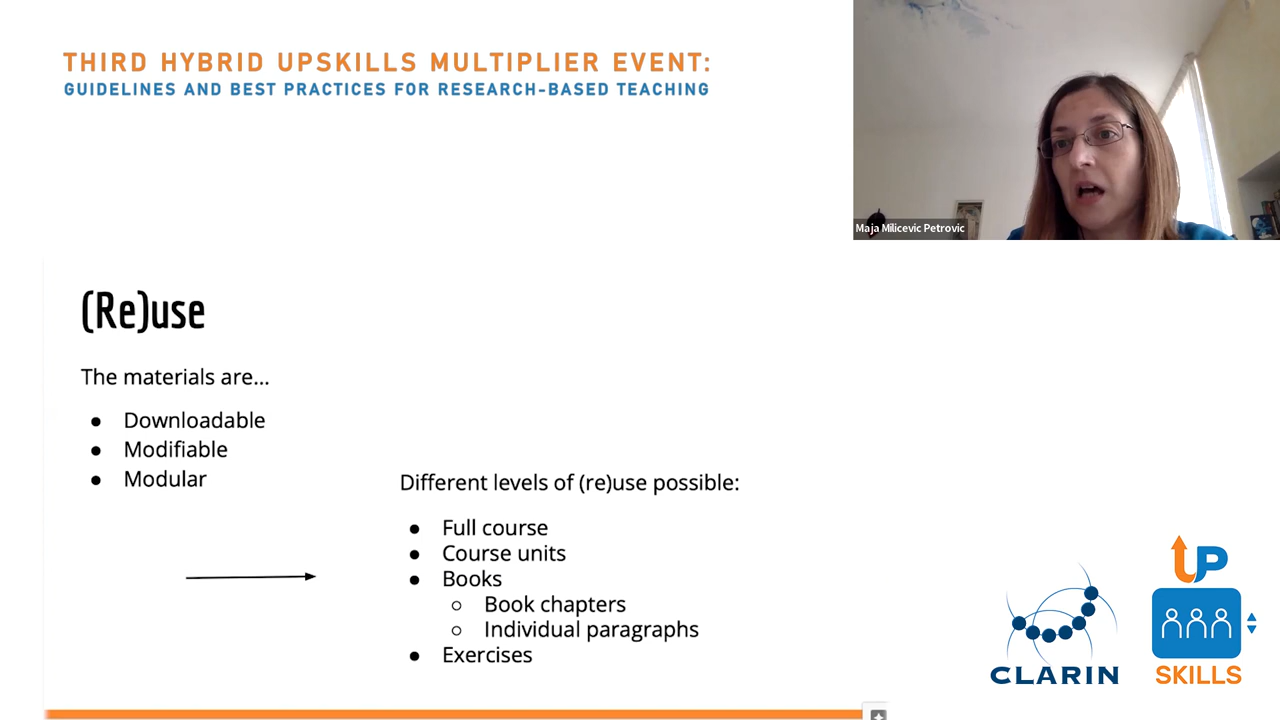 THIRD HYBRID UPSKILLS MULTIPLIER EVENT:
GUIDELINES AND BEST PRACTICES FOR RESEARCH-BASED TEACHING
Maja Milicevic Petrovic
(Re)use
The materials are...
● Downloadable
● Modifiable
● Modular
Different levels of (re)use possible:
● Full course
● Course units
● Books
○ Book chapters
○ Individual paragraphs
● Exercises
CLARIN
UP
SKILLS